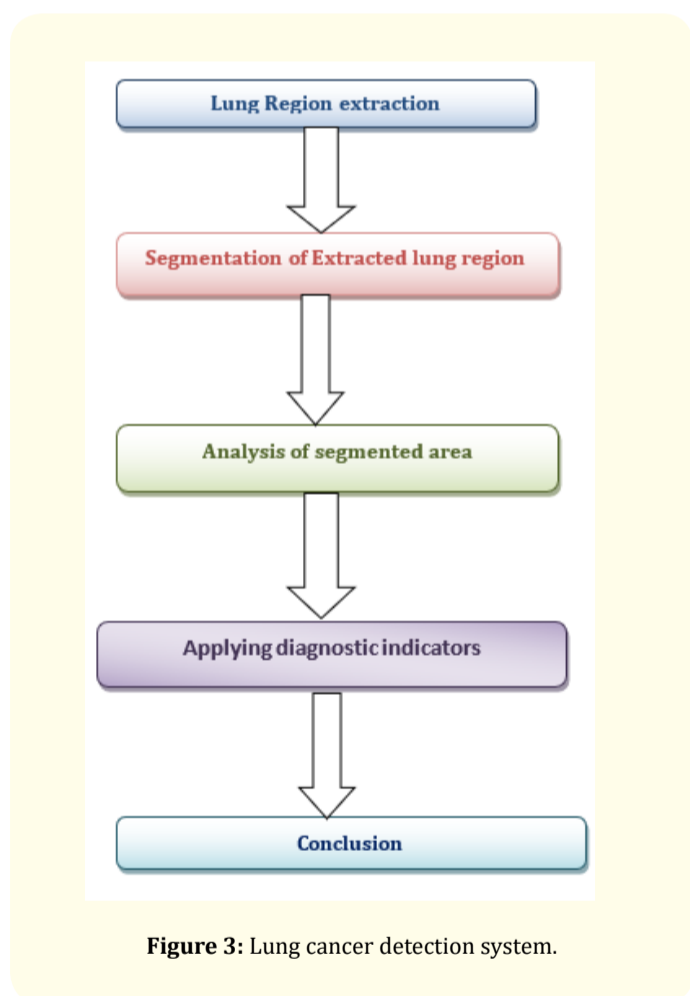 Lung Region extraction
Segmentation of Extracted lung region
Analysis of segmented area
Applying diagnostic indicators
Conclusion
Figure 3: Lung cancer detection system.